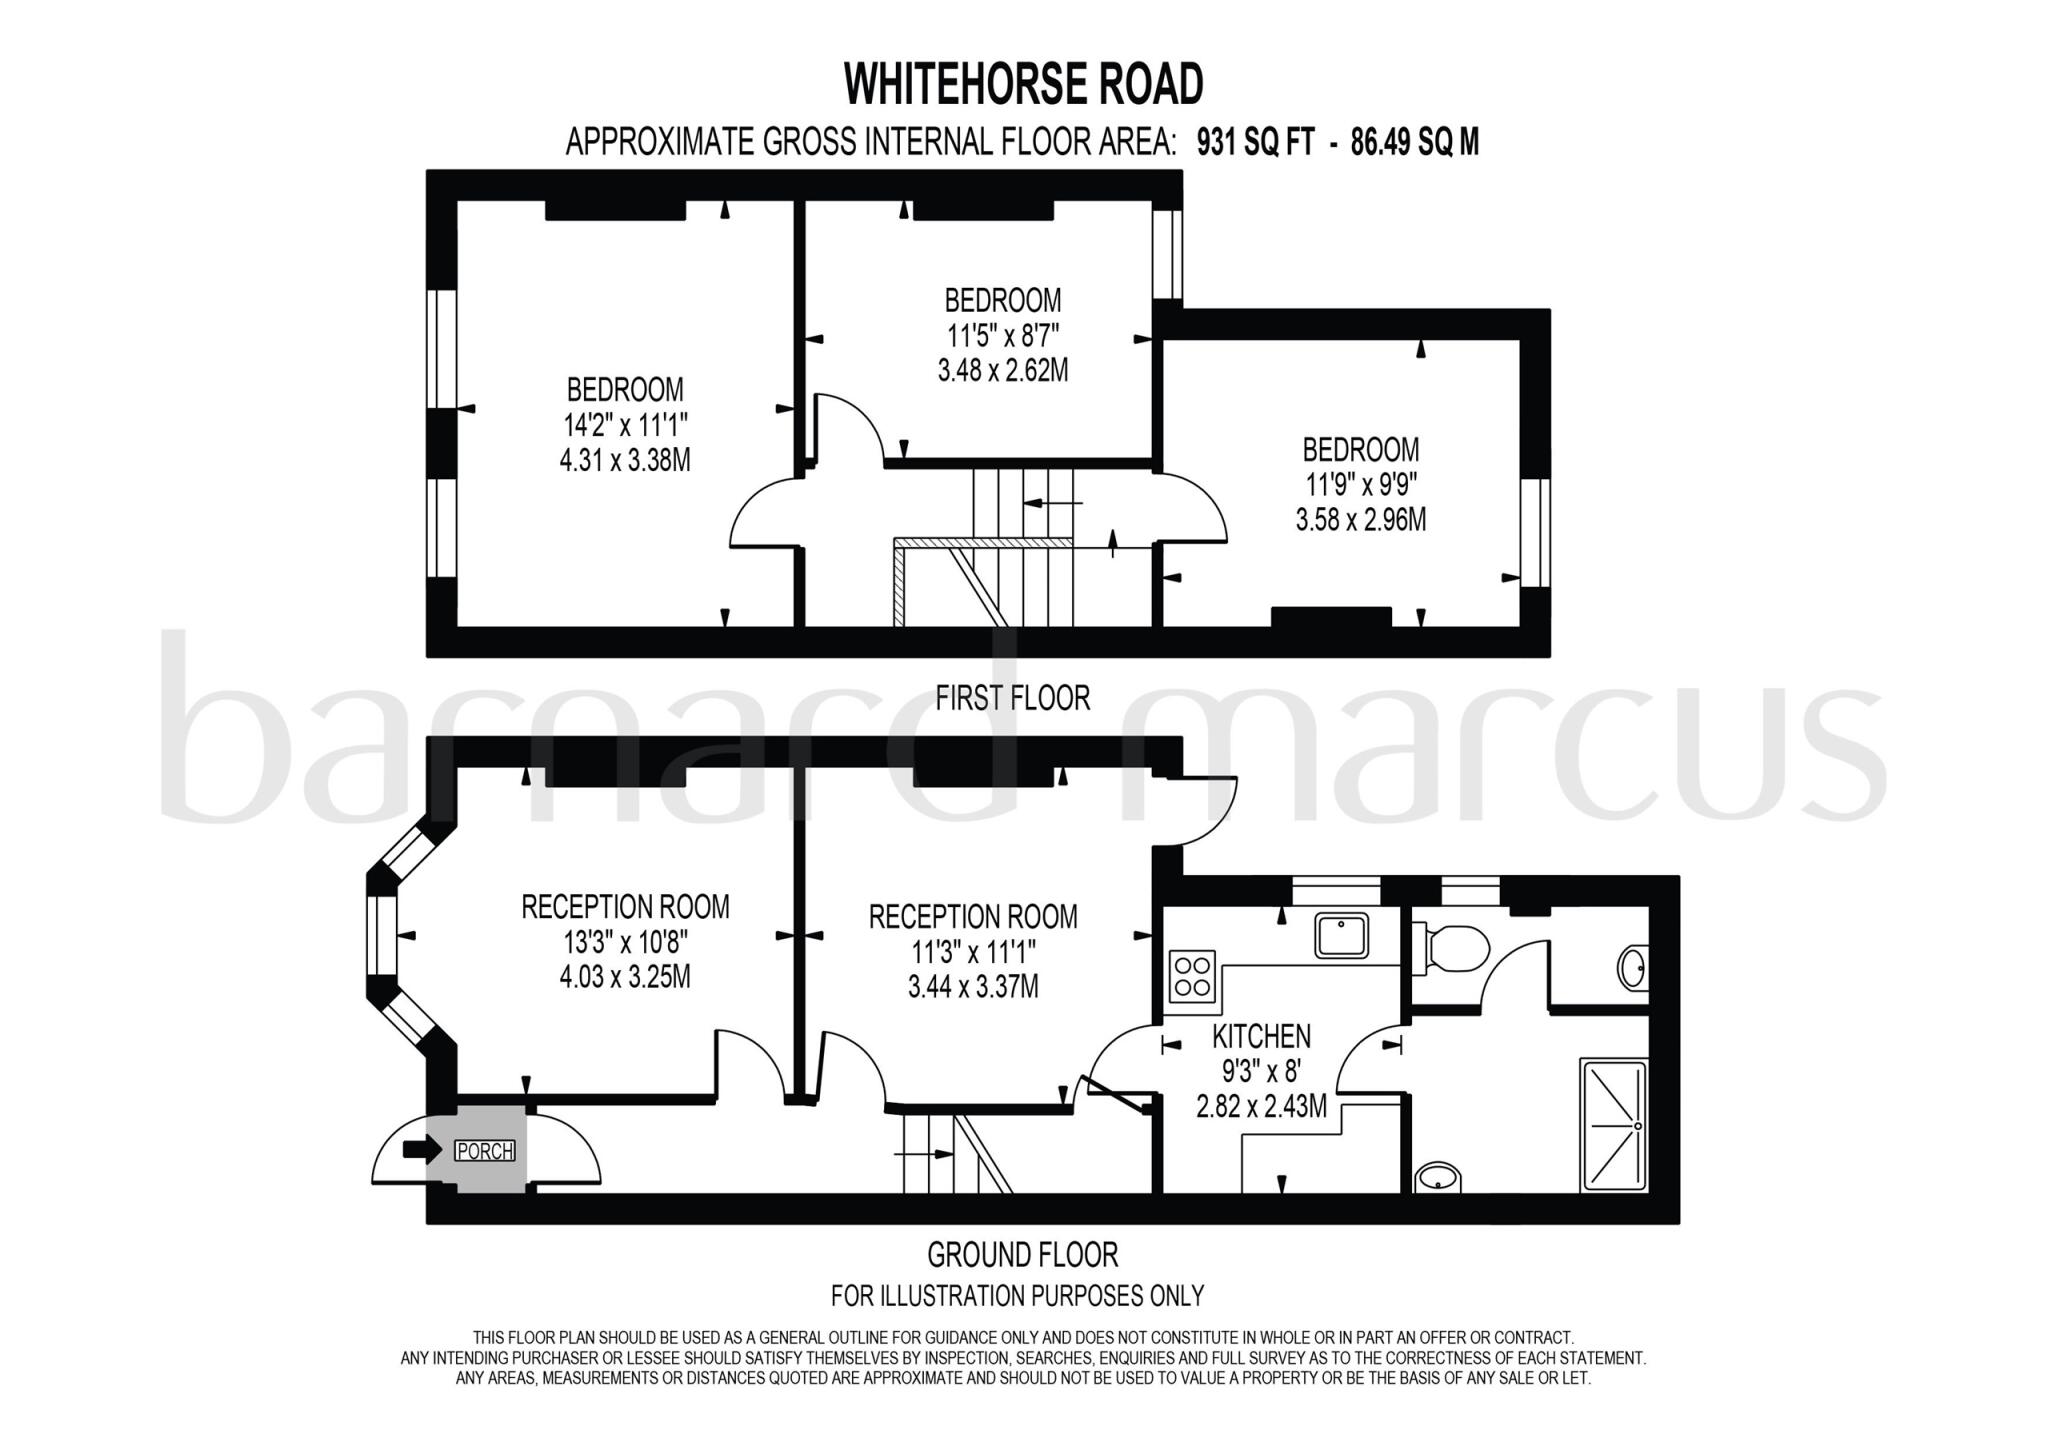 WHITEHORSE ROAD
APPROXIMATE GROSS INTERNAL FLOOR AREA: 931 SQ FT - 86.49 SQ M
BEDROOM
14'2" x 11'1"
4.31 x 3.38M
BEDROOM
11'5" x 8'7"
3.48 x 2.62M
BEDROOM
11'9" x 9'9"
3.58 x 2.96M
FIRST FLOOR
barnard marcus
RECEPTION ROOM
13'3" x 10'8"
4.03 x 3.25M
RECEPTION ROOM
11'3" x 11'1"
3.44 x 3.37M
KITCHEN
9'3" x 8'
2.82 x 2.43M
PORCH
GROUND FLOOR
FOR ILLUSTRATION PURPOSES ONLY
THIS FLOOR PLAN SHOULD BE USED AS A GENERAL OUTLINE FOR GUIDANCE ONLY AND DOES NOT CONSTITUTE IN WHOLE OR IN PART AN OFFER OR CONTRACT.
ANY INTENDING PURCHASER OR LESSEE SHOULD SATISFY THEMSELVES BY INSPECTION, SEARCHES, ENQUIRIES AND FULL SURVEY AS TO THE CORRECTNESS OF EACH STATEMENT.
ANY AREAS, MEASUREMENTS OR DISTANCES QUOTED ARE APPROXIMATE AND SHOULD NOT BE USED TO VALUE A PROPERTY OR BE THE BASIS OF ANY SALE OR LET.